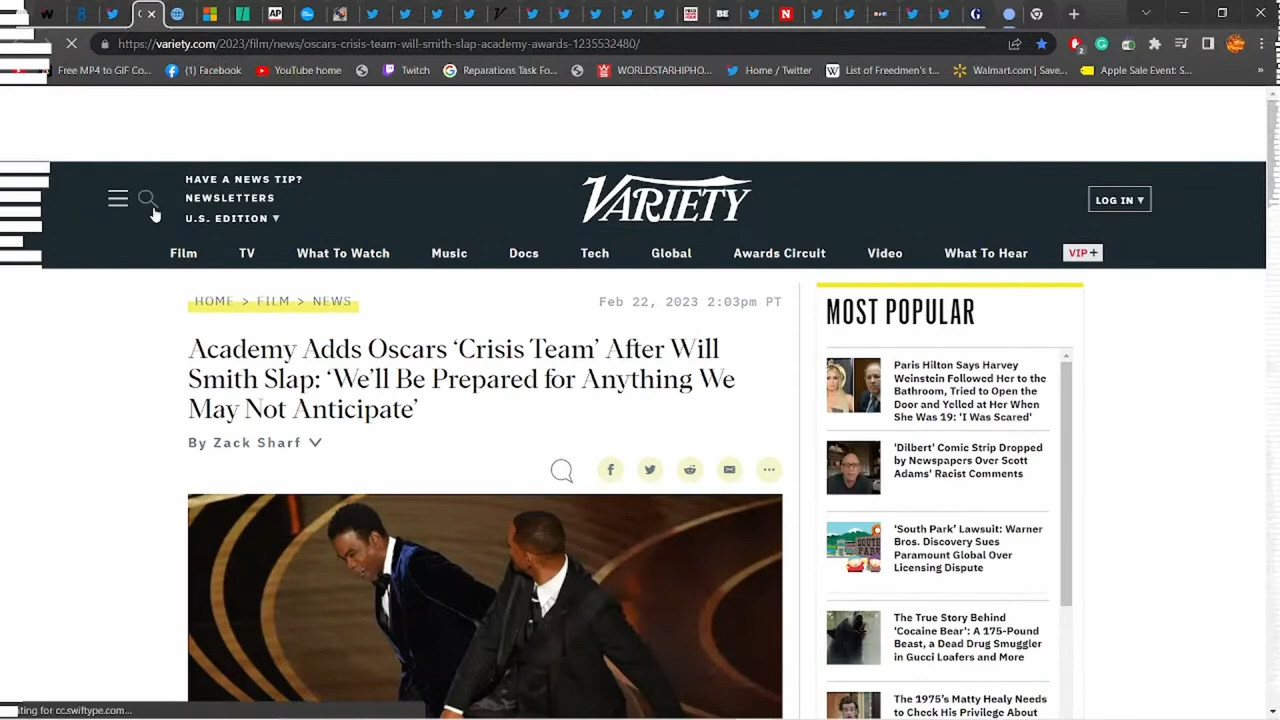 https://variety.com/2023/film/news/oscars-crisis-team-will-smith-slap-academy-awards-1235532480/
Free MP4 to GIF Co...
(1) Facebook
YouTube home
Twitch
Reparations Task Fo...
WORLDSTARHIPHO...
Home / Twitter
List of Freedmen's t...
Walmart.com | Save...
Apple Sale Event: S...
»
HAVE A NEWS TIP?
NEWSLETTERS
U.S. EDITION ▾
VARIETY
LOG IN ▾
Film TV What To Watch Music Docs Tech Global Awards Circuit Video What To Hear VIP+
HOME > FILM > NEWS
Feb 22, 2023 2:03pm PT
Academy Adds Oscars ‘Crisis Team’ After Will
Smith Slap: ‘We’ll Be Prepared for Anything We
May Not Anticipate’
By Zack Sharf
MOST POPULAR
Paris Hilton Says Harvey
Weinstein Followed Her to the
Bathroom, Tried to Open the
Door and Yelled at Her When
She Was 19: ‘I Was Scared’
‘Dilbert’ Comic Strip Dropped
by Newspapers Over Scott
Adams’ Racist Comments
‘South Park’ Lawsuit: Warner
Bros. Discovery Sues
Paramount Global Over
Licensing Dispute
The True Story Behind
‘Cocaine Bear’: A 175-Pound
Beast, a Dead Drug Smuggler
in Gucci Loafers and More
The 1975’s Matty Healy Needs
to Check His Privilege About
ting for cc.swiftype.com...